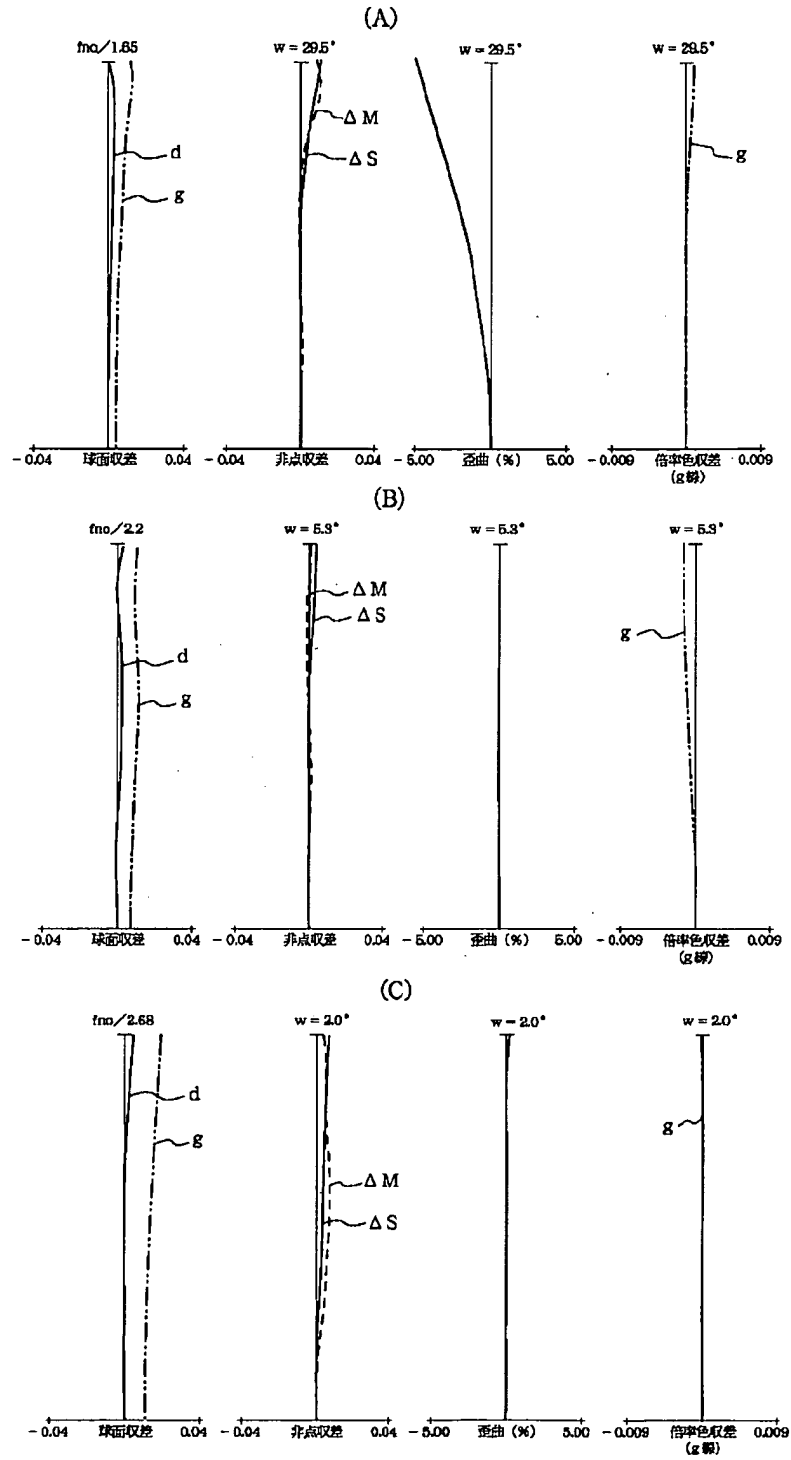 (A)
fno/1.85
w = 29.5°
w = 29.5°
w = 29.5°
ΔM
d
ΔS
g
g
-0.04 球面収差 0.04
-0.04 非点収差 0.04
-5.00 歪曲 (%) 5.00
-0.009 倍率色収差 0.009
(g線)
(B)
fno/2.2
w = 5.3°
w = 5.3°
w = 5.3°
ΔM
ΔS
g
d
g
-0.04 球面収差 0.04
-0.04 非点収差 0.04
-5.00 歪曲 (%) 5.00
-0.009 倍率色収差 0.009
(g線)
(C)
fno/2.68
w = 2.0°
w = 2.0°
w = 2.0°
d
g
g
ΔM
ΔS
-0.04 球面収差 0.04
-0.04 非点収差 0.04
-5.00 歪曲 (%) 5.00
-0.009 倍率色収差 0.009
(g線)